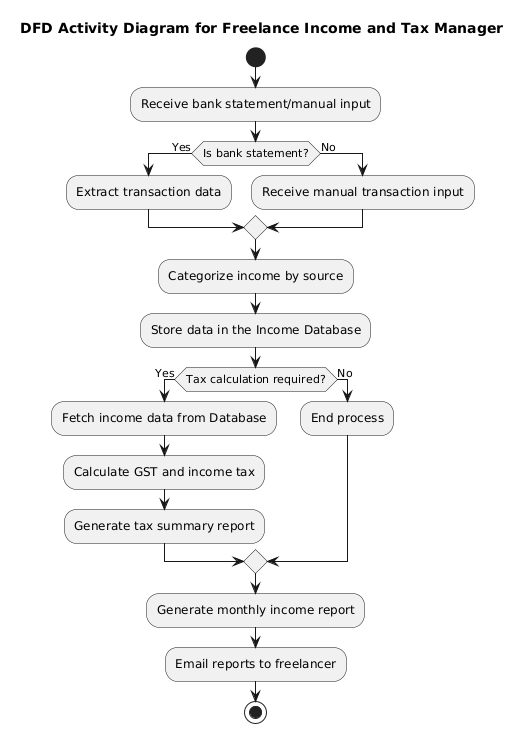 DFD Activity Diagram for Freelance Income and Tax Manager
Receive bank statement/manual input
Yes
Is bank statement?
No
Extract transaction data
Receive manual transaction input
Categorize income by source
Store data in the Income Database
Yes
Tax calculation required?
No
Fetch income data from Database
End process
Calculate GST and income tax
Generate tax summary report
Generate monthly income report
Email reports to freelancer